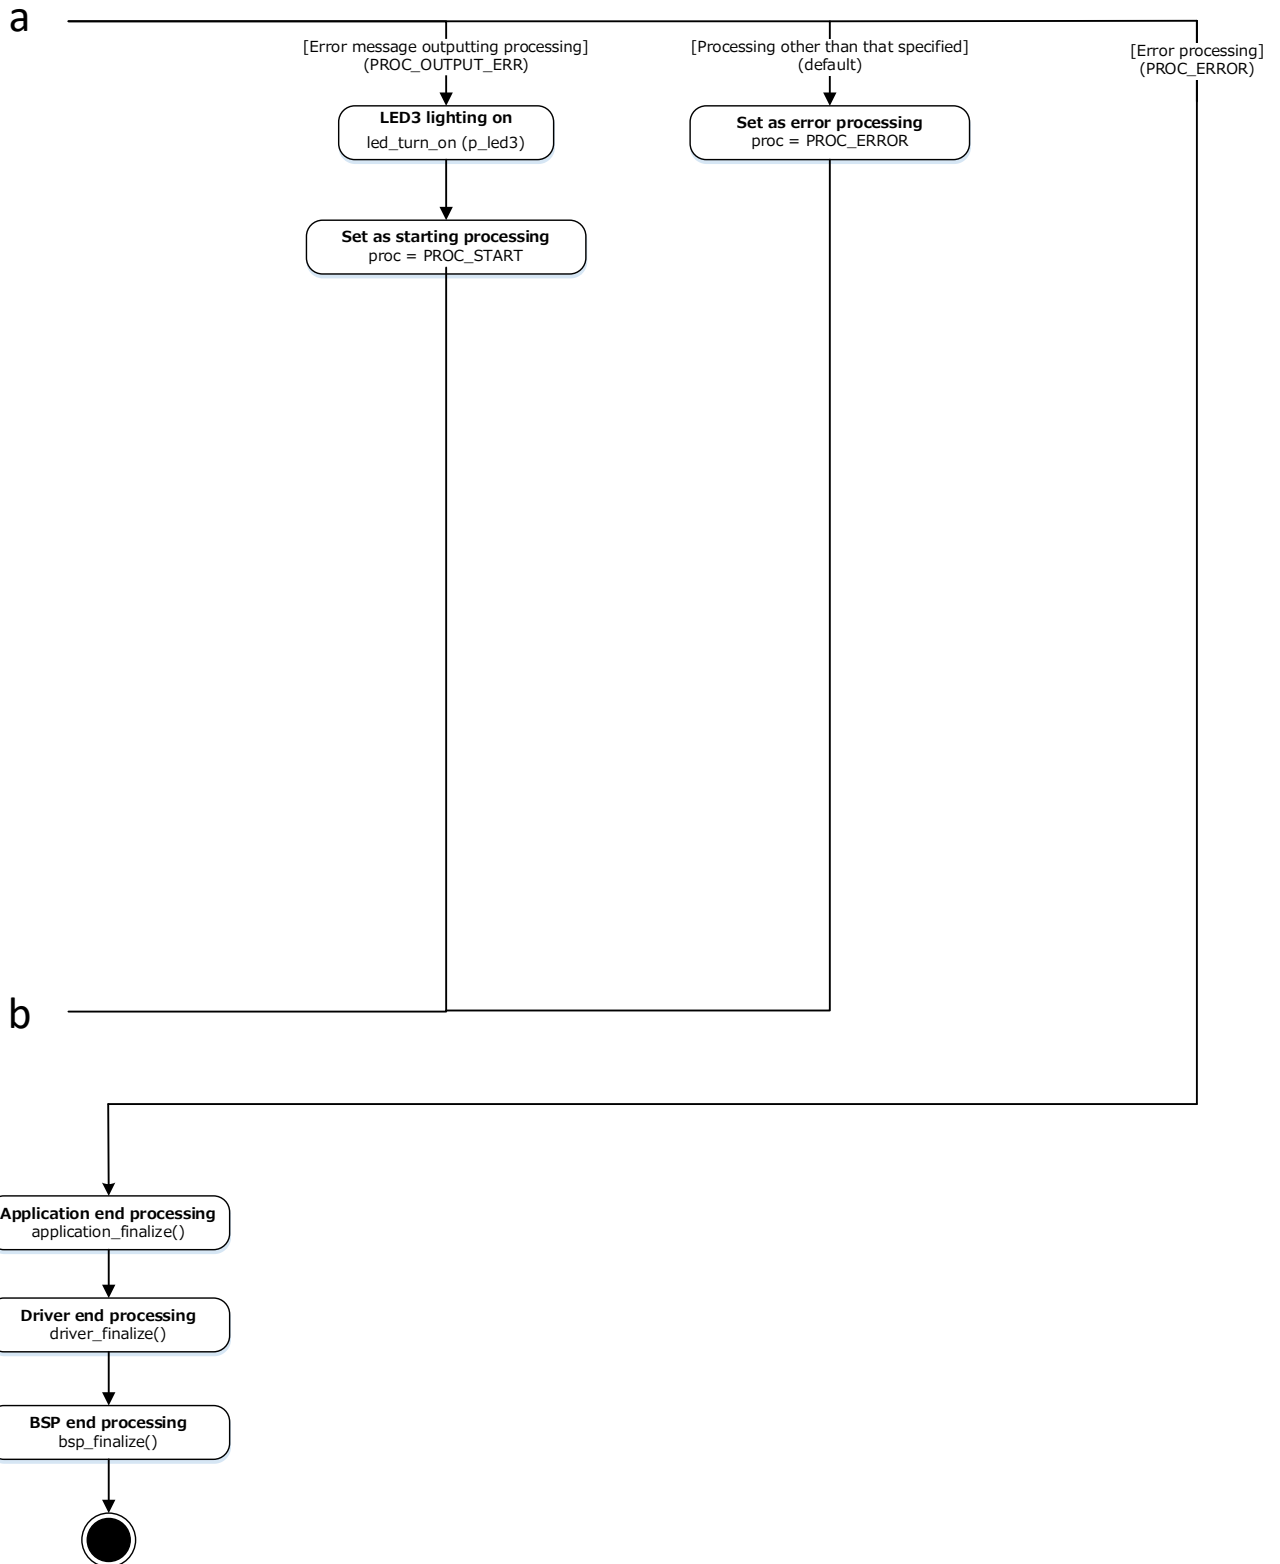 a
[Error message outputting processing]
(PROC_OUTPUT_ERR)
[Processing other than that specified]
(default)
[Error processing]
(PROC_ERROR)
LED3 lighting on
led_turn_on (p_led3)
Set as error processing
proc = PROC_ERROR
Set as starting processing
proc = PROC_START
b
Application end processing
application_finalize()
Driver end processing
driver_finalize()
BSP end processing
bsp_finalize()